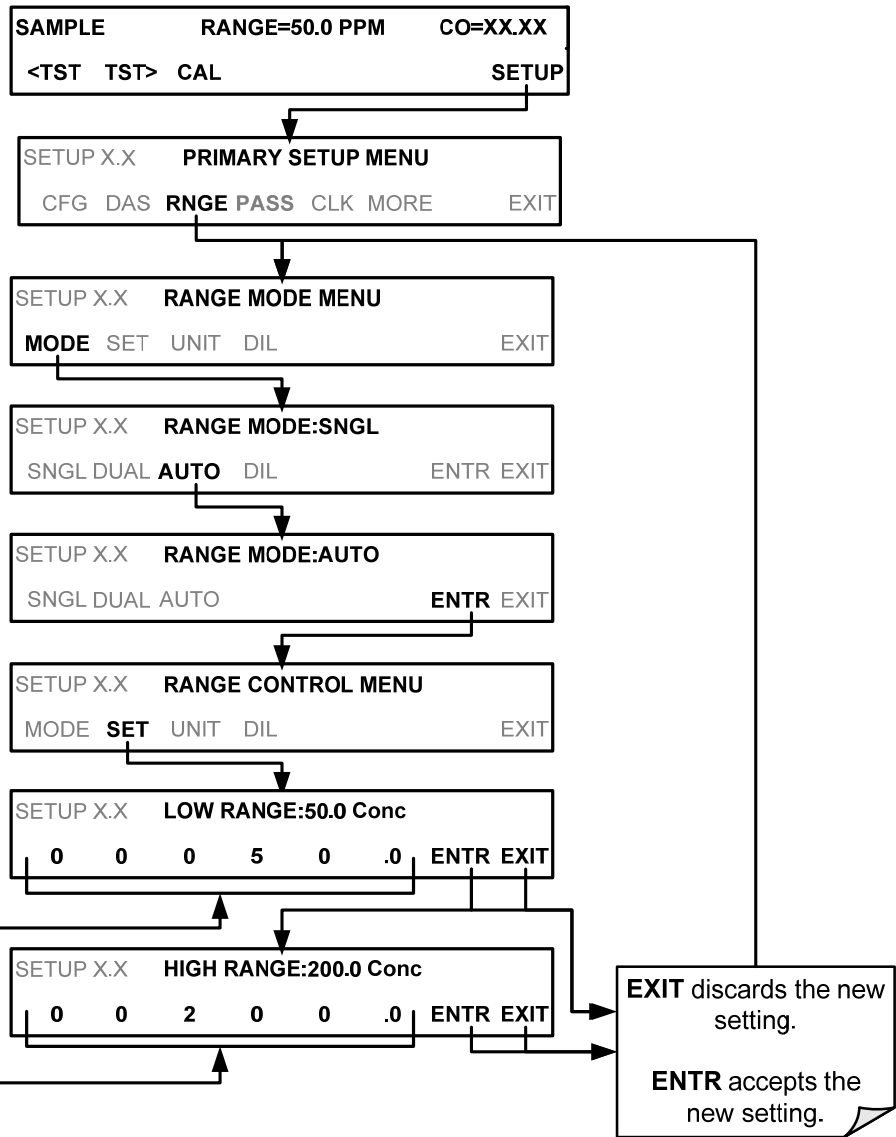 SAMPLE RANGE=50.0 PPM CO=XX.XX
<TST TST> CAL SETUP
SETUP X.X PRIMARY SETUP MENU
CFG DAS RNGE PASS CLK MORE EXIT
SETUP X.X RANGE MODE MENU
MODE SET UNIT DIL EXIT
SETUP X.X RANGE MODE:SNGL
SNGL DUAL AUTO DIL ENTR EXIT
SETUP X.X RANGE MODE:AUTO
SNGL DUAL AUTO ENTR EXIT
SETUP X.X RANGE CONTROL MENU
MODE SET UNIT DIL EXIT
SETUP X.X LOW RANGE:50.0 Conc
0 0 0 5 0 .0 ENTR EXIT
SETUP X.X HIGH RANGE:200.0 Conc
0 0 2 0 0 .0 ENTR EXIT
EXIT discards the new
setting.
ENTR accepts the
new setting.